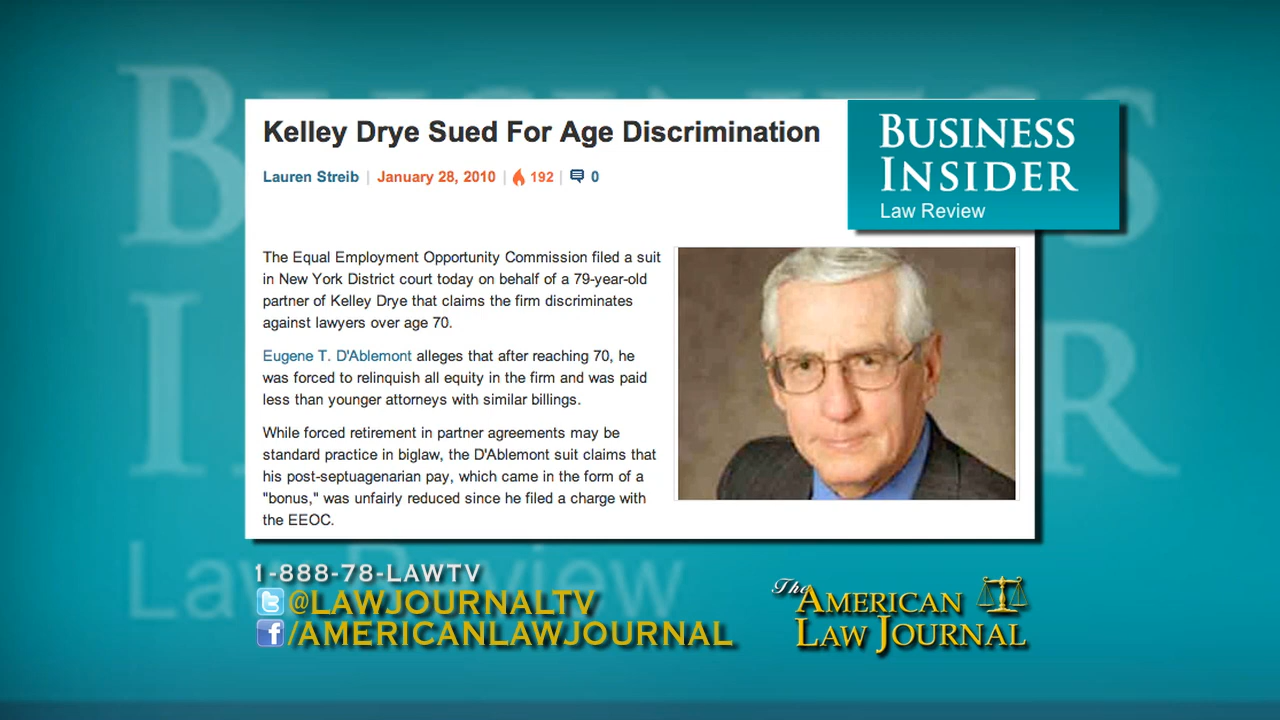 Kelley Drye Sued For Age Discrimination
Lauren Streib | January 28, 2010 | 192 | 0
BUSINESS
INSIDER
Law Review
The Equal Employment Opportunity Commission filed a suit
in New York District court today on behalf of a 79-year-old
partner of Kelley Drye that claims the firm discriminates
against lawyers over age 70.
Eugene T. D'Ablemont alleges that after reaching 70, he
was forced to relinquish all equity in the firm and was paid
less than younger attorneys with similar billings.
While forced retirement in partner agreements may be
standard practice in biglaw, the D'Ablemont suit claims that
his post-septuagenarian pay, which came in the form of a
"bonus," was unfairly reduced since he filed a charge with
the EEOC.
1-888-78-LAWTV
@LAWJOURNALTV
/AMERICANLAWJOURNAL
The
AMERICAN
LAW JOURNAL
BUSINESS
INSIDER
Law Review